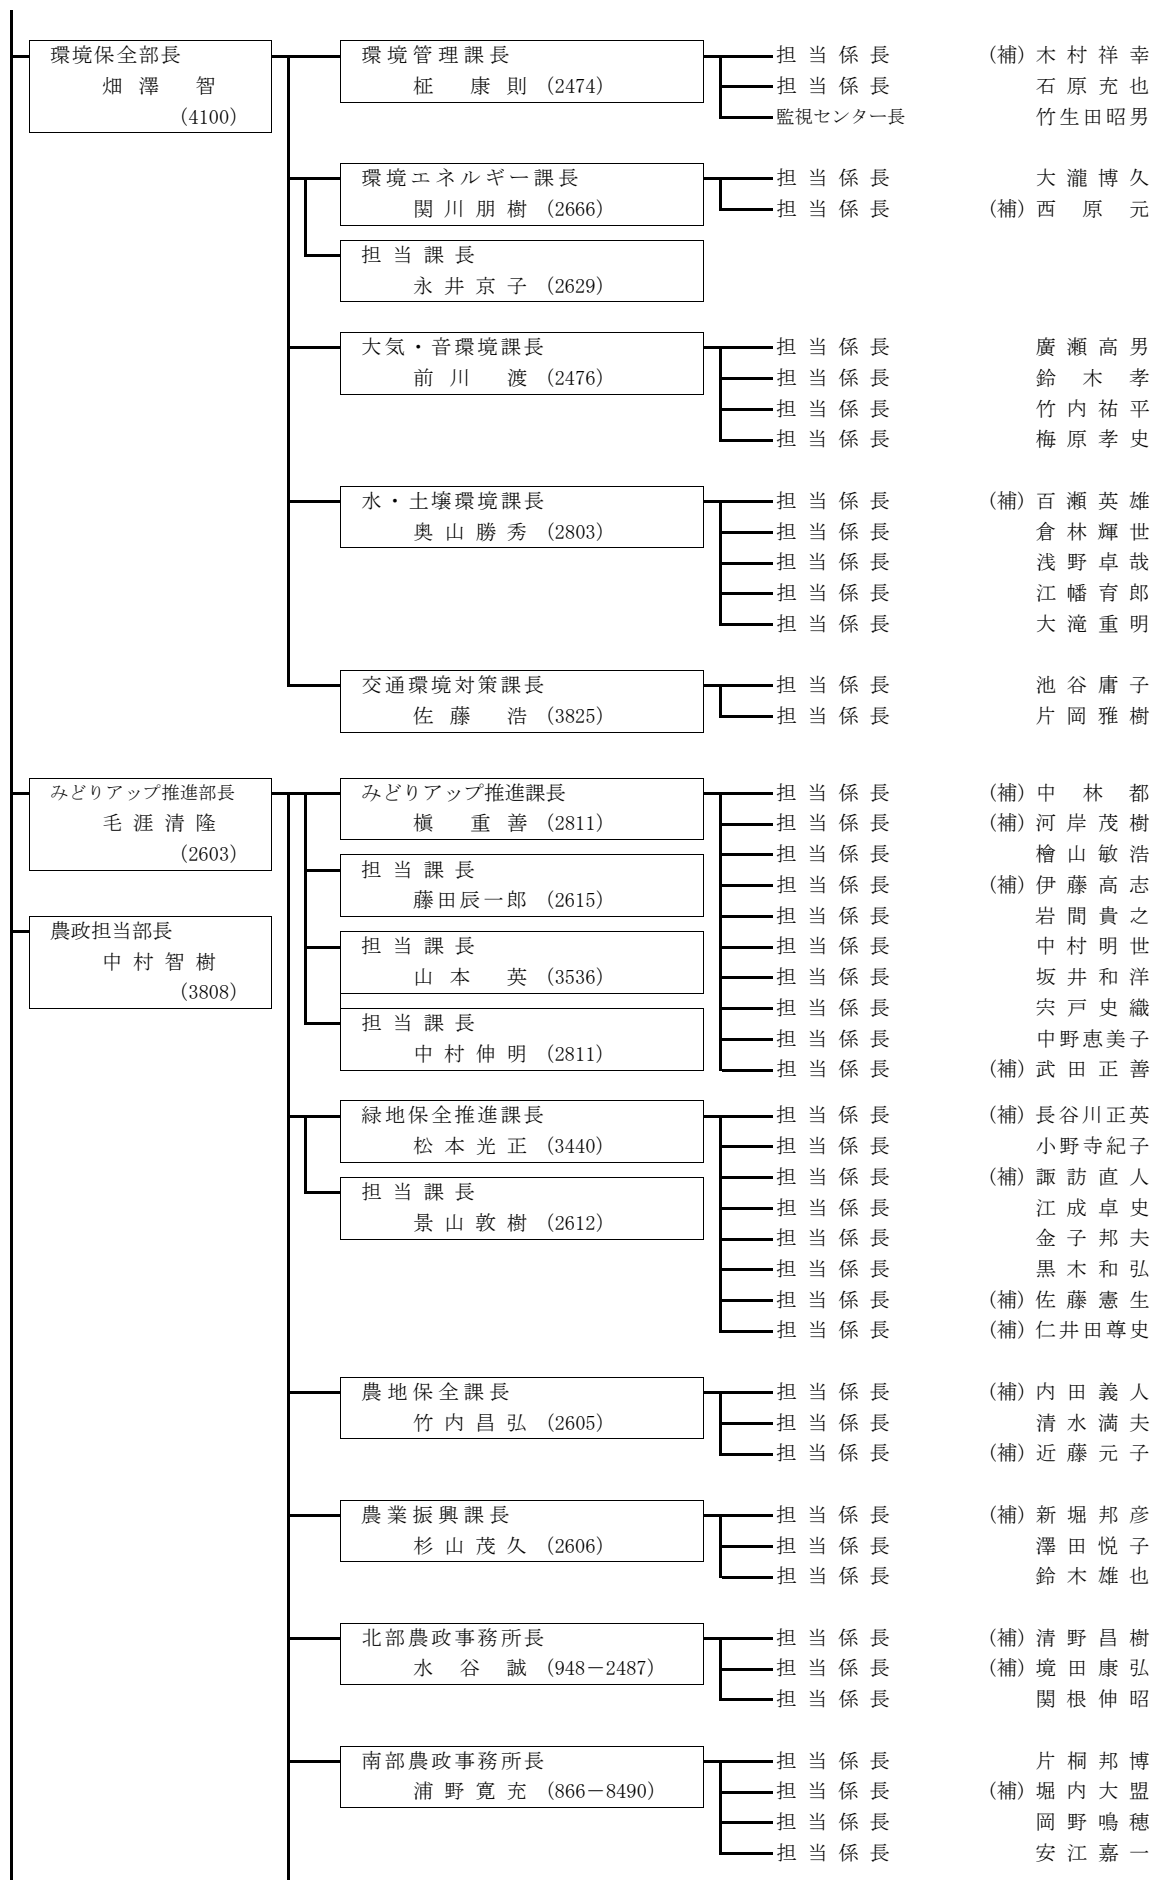 環境保全部長 環境管理課長 担当係長 (補) 木村祥幸
畑澤 智 柾 康則 (2474) 担当係長 石原充也
(4100) 監視センター長 竹生田昭男
環境エネルギー課長 担当係長 大瀧博久
関川朋樹 (2666) 担当係長 (補) 西原元
担当課長
永井京子 (2629)
大気・音環境課長 担当係長 廣瀬高男
前川 渡 (2476) 担当係長 鈴木孝
担当係長 竹内祐平
担当係長 梅原孝史
水・土壌環境課長 担当係長 (補) 百瀬英雄
奥山勝秀 (2803) 担当係長 倉林輝世
担当係長 浅野卓哉
担当係長 江幡育郎
担当係長 大滝重明
交通環境対策課長 担当係長 池谷庸子
佐藤 浩 (3825) 担当係長 片岡雅樹
みどりアップ推進部長 みどりアップ推進課長 担当係長 (補) 中林都
毛涯清隆 槇 重善 (2811) 担当係長 (補) 河岸茂樹
(2603) 担当係長 檜山敏浩
担当課長 担当係長 (補) 伊藤高志
藤田辰一郎 (2615) 担当係長 岩間貴之
農政担当部長 担当課長 担当係長 中村明世
中村智樹 山本 英 (3536) 担当係長 坂井和洋
(3808) 担当係長 宍戸史織
担当課長 担当係長 中野恵美子
中村伸明 (2811) 担当係長 (補) 武田正善
緑地保全推進課長 担当係長 (補) 長谷川正英
松本光正 (3440) 担当係長 小野寺紀子
担当課長 担当係長 (補) 諏訪直人
景山敦樹 (2612) 担当係長 江成卓史
担当係長 金子邦夫
担当係長 黒木和弘
担当係長 (補) 佐藤憲生
担当係長 (補) 仁井田尊史
農地保全課長 担当係長 (補) 内田義人
竹内昌弘 (2605) 担当係長 清水満夫
担当係長 (補) 近藤元子
農業振興課長 担当係長 (補) 新堀邦彦
杉山茂久 (2606) 担当係長 澤田悦子
担当係長 鈴木雄也
北部農政事務所長 担当係長 (補) 清野昌樹
水谷誠 (948－2487) 担当係長 (補) 境田康弘
担当係長 関根伸昭
南部農政事務所長 担当係長 片桐邦博
浦野寛充 (866－8490) 担当係長 (補) 堀内大盟
担当係長 岡野鳴穂
担当係長 安江嘉一